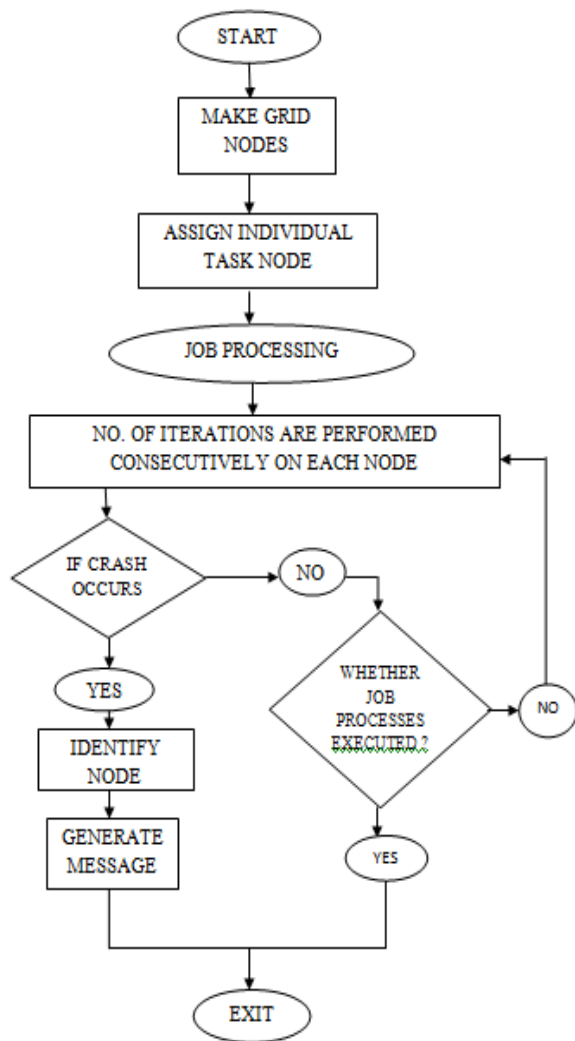 START
MAKE GRID
NODES
ASSIGN INDIVIDUAL
TASK NODE
JOB PROCESSING
NO. OF ITERATIONS ARE PERFORMED
CONSECUTIVELY ON EACH NODE
IF CRASH
OCCURS
NO
WHETHER
JOB
PROCESSES
EXECUTED ?
NO
YES
IDENTIFY
NODE
GENERATE
MESSAGE
YES
EXIT